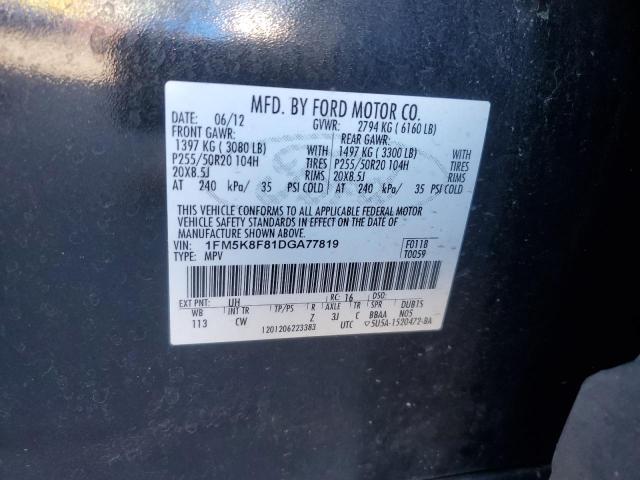 MFD. BY FORD MOTOR CO.
DATE: 06/12 GVWR: 2794 KG ( 6160 LB)
FRONT GAWR: REAR GAWR:
1397 KG ( 3080 LB) WITH 1497 KG ( 3300 LB) WITH
P255/50R20 104H TIRES P255/50R20 104H TIRES
20X8.5J RIMS 20X8.5J RIMS
AT 240 kPa/ 35 PSI COLD AT 240 kPa/ 35 PSI COLD
THIS VEHICLE CONFORMS TO ALL APPLICABLE FEDERAL MOTOR
VEHICLE SAFETY STANDARDS IN EFFECT ON THE DATE OF
MANUFACTURE SHOWN ABOVE.
VIN: 1FM5K8F81DGA77819 F0118
TYPE: MPV T0059
EXT PNT: UH RC: 16 DSO:
WB INT TR TP/PS R AXLE TR SPR DUB15
113 CW Z 3J C BBAA N05
1201206223383 UTC 5U5A-1520472-BA